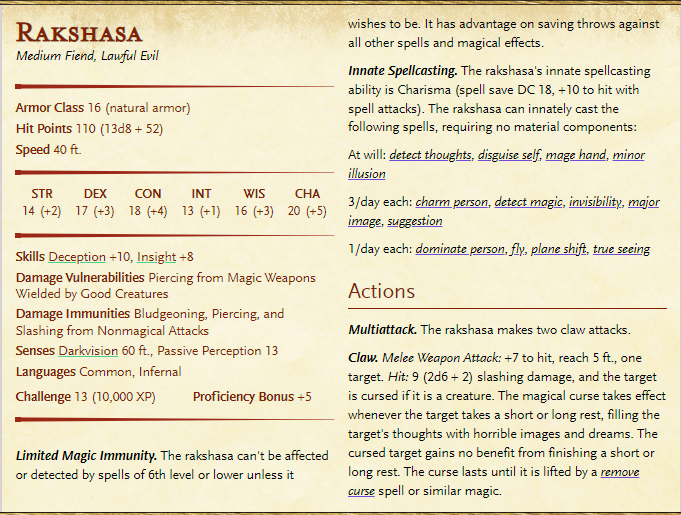 Rakshasa
Medium Fiend, Lawful Evil
Armor Class 16 (natural armor)
Hit Points 110 (13d8 + 52)
Speed 40 ft.
STR DEX CON INT WIS CHA
14 (+2) 17 (+3) 18 (+4) 13 (+1) 16 (+3) 20 (+5)
Skills Deception +10, Insight +8
Damage Vulnerabilities Piercing from Magic Weapons
Wielded by Good Creatures
Damage Immunities Bludgeoning, Piercing, and
Slashing from Nonmagical Attacks
Senses Darkvision 60 ft., Passive Perception 13
Languages Common, Infernal
Challenge 13 (10,000 XP) Proficiency Bonus +5
Limited Magic Immunity. The rakshasa can't be affected
or detected by spells of 6th level or lower unless it
wishes to be. It has advantage on saving throws against
all other spells and magical effects.
Innate Spellcasting. The rakshasa's innate spellcasting
ability is Charisma (spell save DC 18, +10 to hit with
spell attacks). The rakshasa can innately cast the
following spells, requiring no material components:
At will: detect thoughts, disguise self, mage hand, minor
illusion
3/day each: charm person, detect magic, invisibility, major
image, suggestion
1/day each: dominate person, fly, plane shift, true seeing
Actions
Multiattack. The rakshasa makes two claw attacks.
Claw. Melee Weapon Attack: +7 to hit, reach 5 ft., one
target. Hit: 9 (2d6 + 2) slashing damage, and the target
is cursed if it is a creature. The magical curse takes effect
whenever the target takes a short or long rest, filling the
target's thoughts with horrible images and dreams. The
cursed target gains no benefit from finishing a short or
long rest. The curse lasts until it is lifted by a remove
curse spell or similar magic.